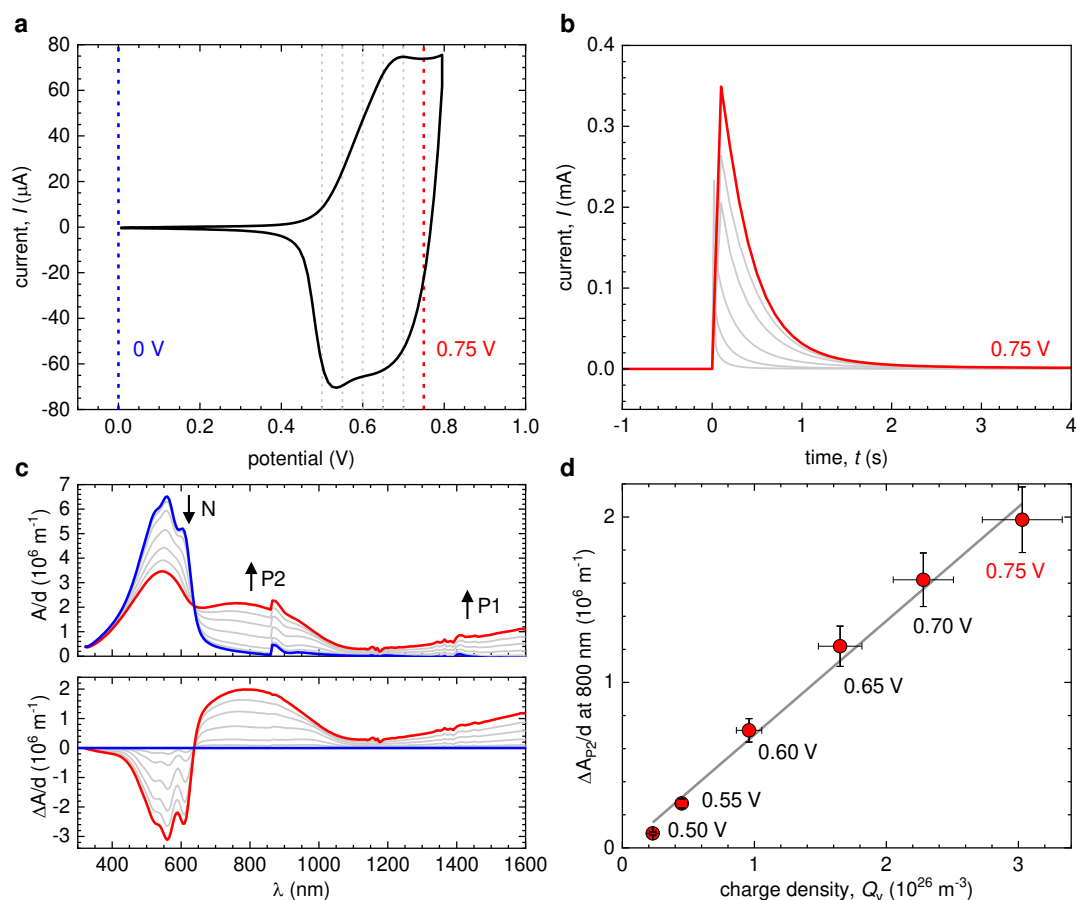 a
80
60
40
20
0
-20
-40
-60
-80
current, I (μA)
0 V
0.75 V
0.0
0.2
0.4
0.6
0.8
1.0
potential (V)
b
0.4
0.3
0.2
0.1
0.0
current, I (mA)
0.75 V
-1
0
1
2
3
4
time, t (s)
c
7
6
5
4
3
2
1
0
A/d (10⁶ m⁻¹)
N
P2
P1
2
1
0
-1
-2
-3
ΔA/d (10⁶ m⁻¹)
400
600
800
1000
1200
1400
1600
λ (nm)
d
2
1
0
ΔA_P2/d at 800 nm (10⁶ m⁻¹)
0.75 V
0.70 V
0.65 V
0.60 V
0.55 V
0.50 V
0
1
2
3
charge density, Qᵥ (10²⁶ m⁻³)